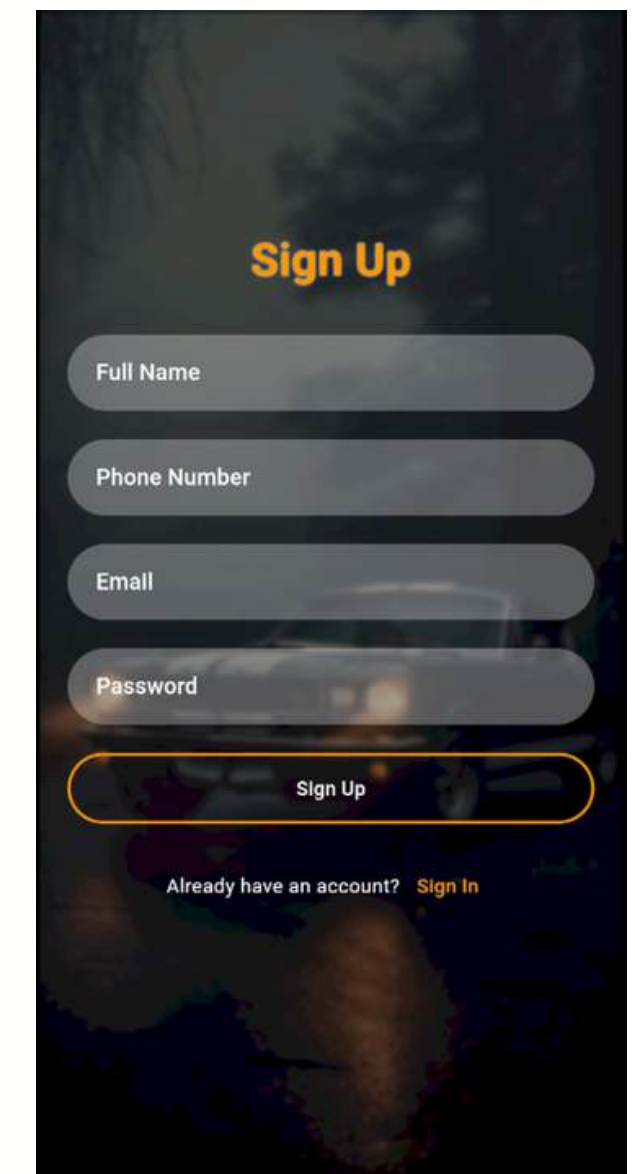 Sign Up
Full Name
Phone Number
Email
Password
Sign Up
Already have an account? Sign In